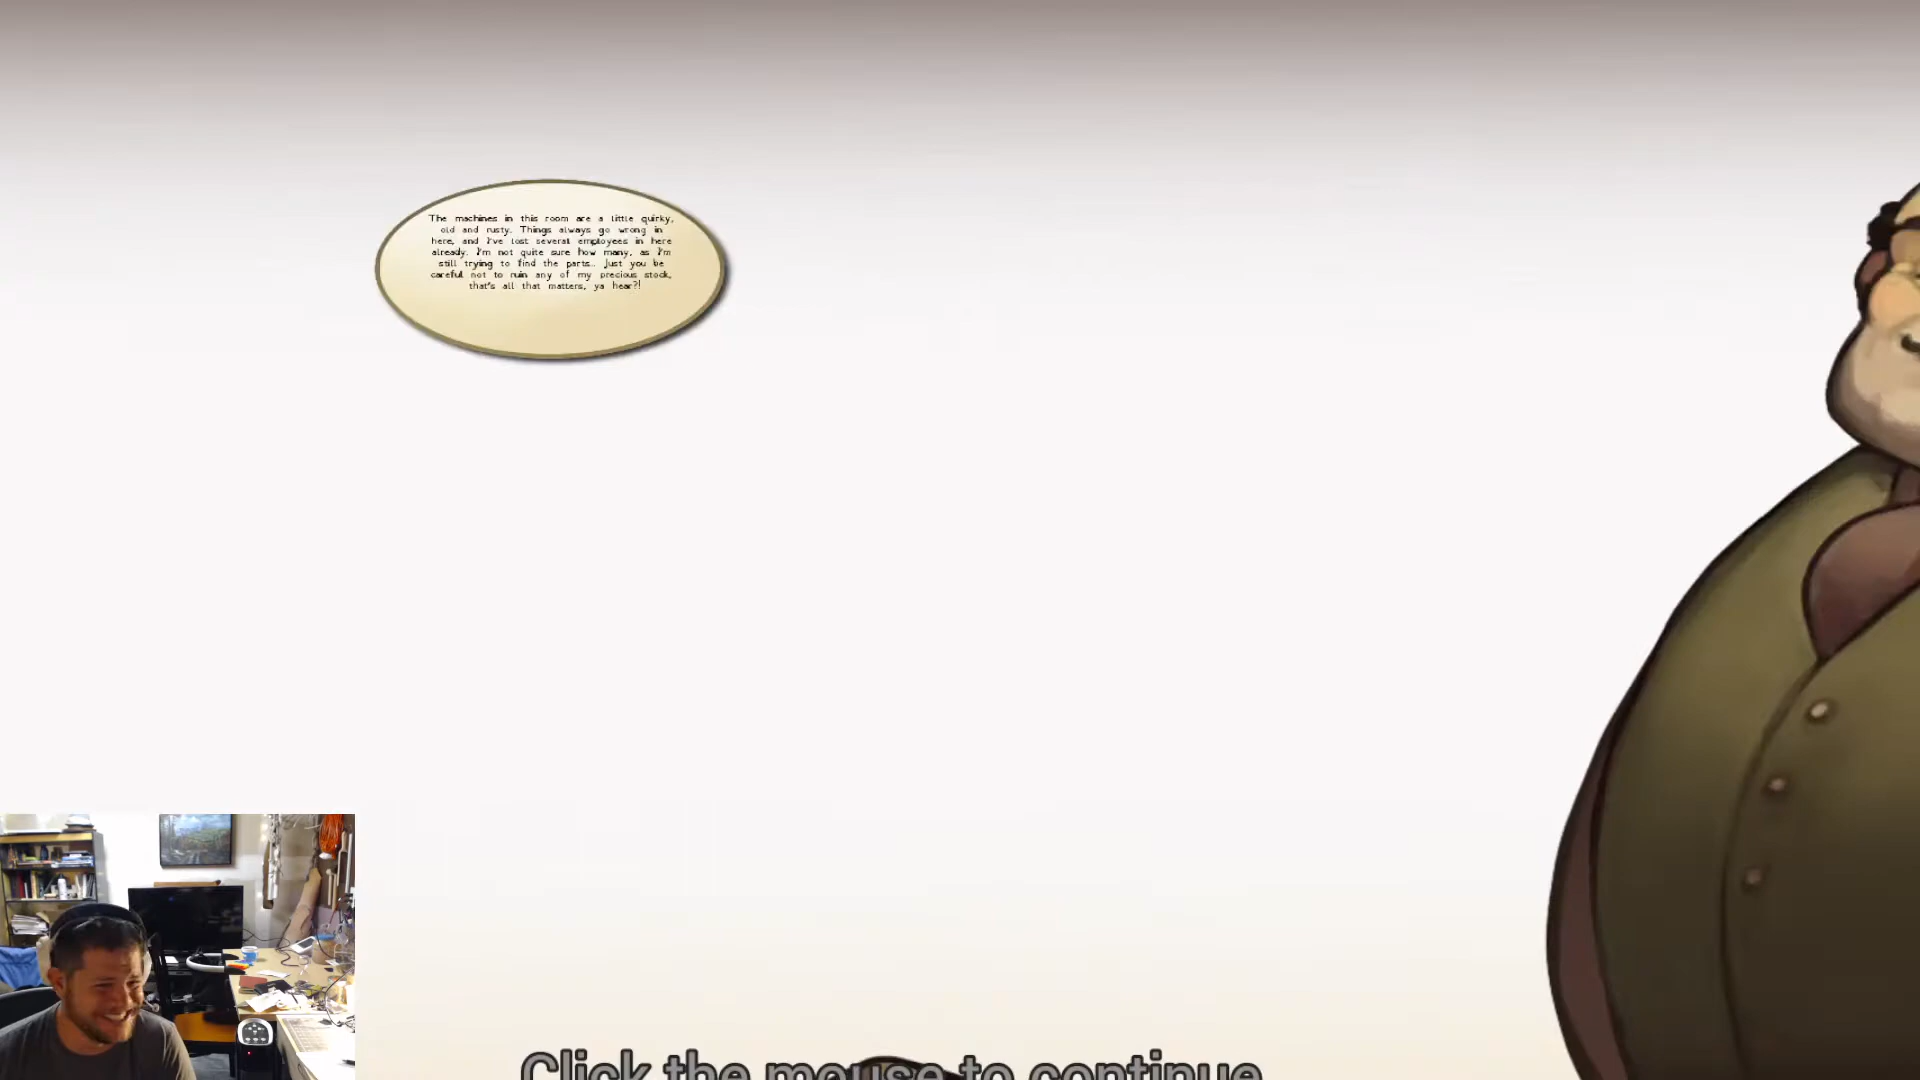 The machines in this room are a little quirky,
old and rusty. Things always go wrong in
here, and I've lost several employees in here
already. I'm not quite sure how many, as I'm
still trying to find the parts... Just you be
careful not to ruin any of my precious stock,
that's all that matters, ya hear?!
Click the mouse to continue